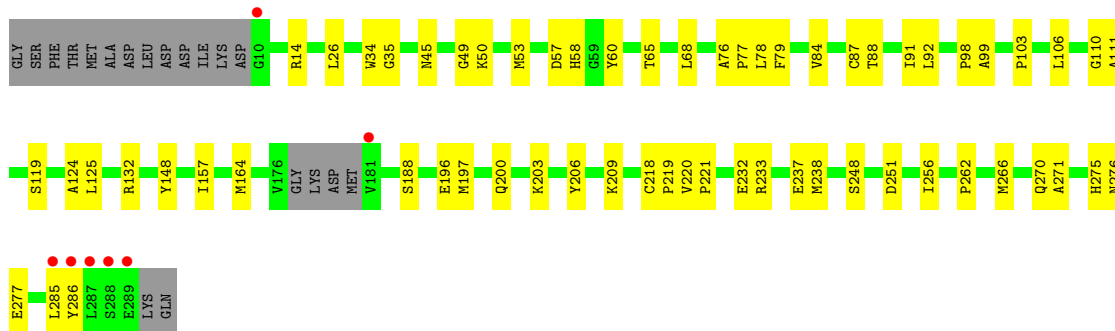 GLY SER PHE THR MET ALA ASP LEU ASP ASP ILE LYS ASP G10 R14 L26 W34 G35 N45 G49 K50 M53 D57 H58 G59 Y60 T65 L68 A76 P77 L78 F79 V84 C87 T88 I91 L92 P98 A99 P103 L106 G110 A111
S119 A124 L125 R132 Y148 I157 M164 V176 GLY LYS ASP MET V181 S188 E196 M197 Q200 K203 Y206 K209 C218 P219 V220 P221 E232 R233 E237 M238 S248 D251 I256 P262 M266 Q270 A271 H275 N276
E277 L285 Y286 L287 S288 E289 LYS GLN